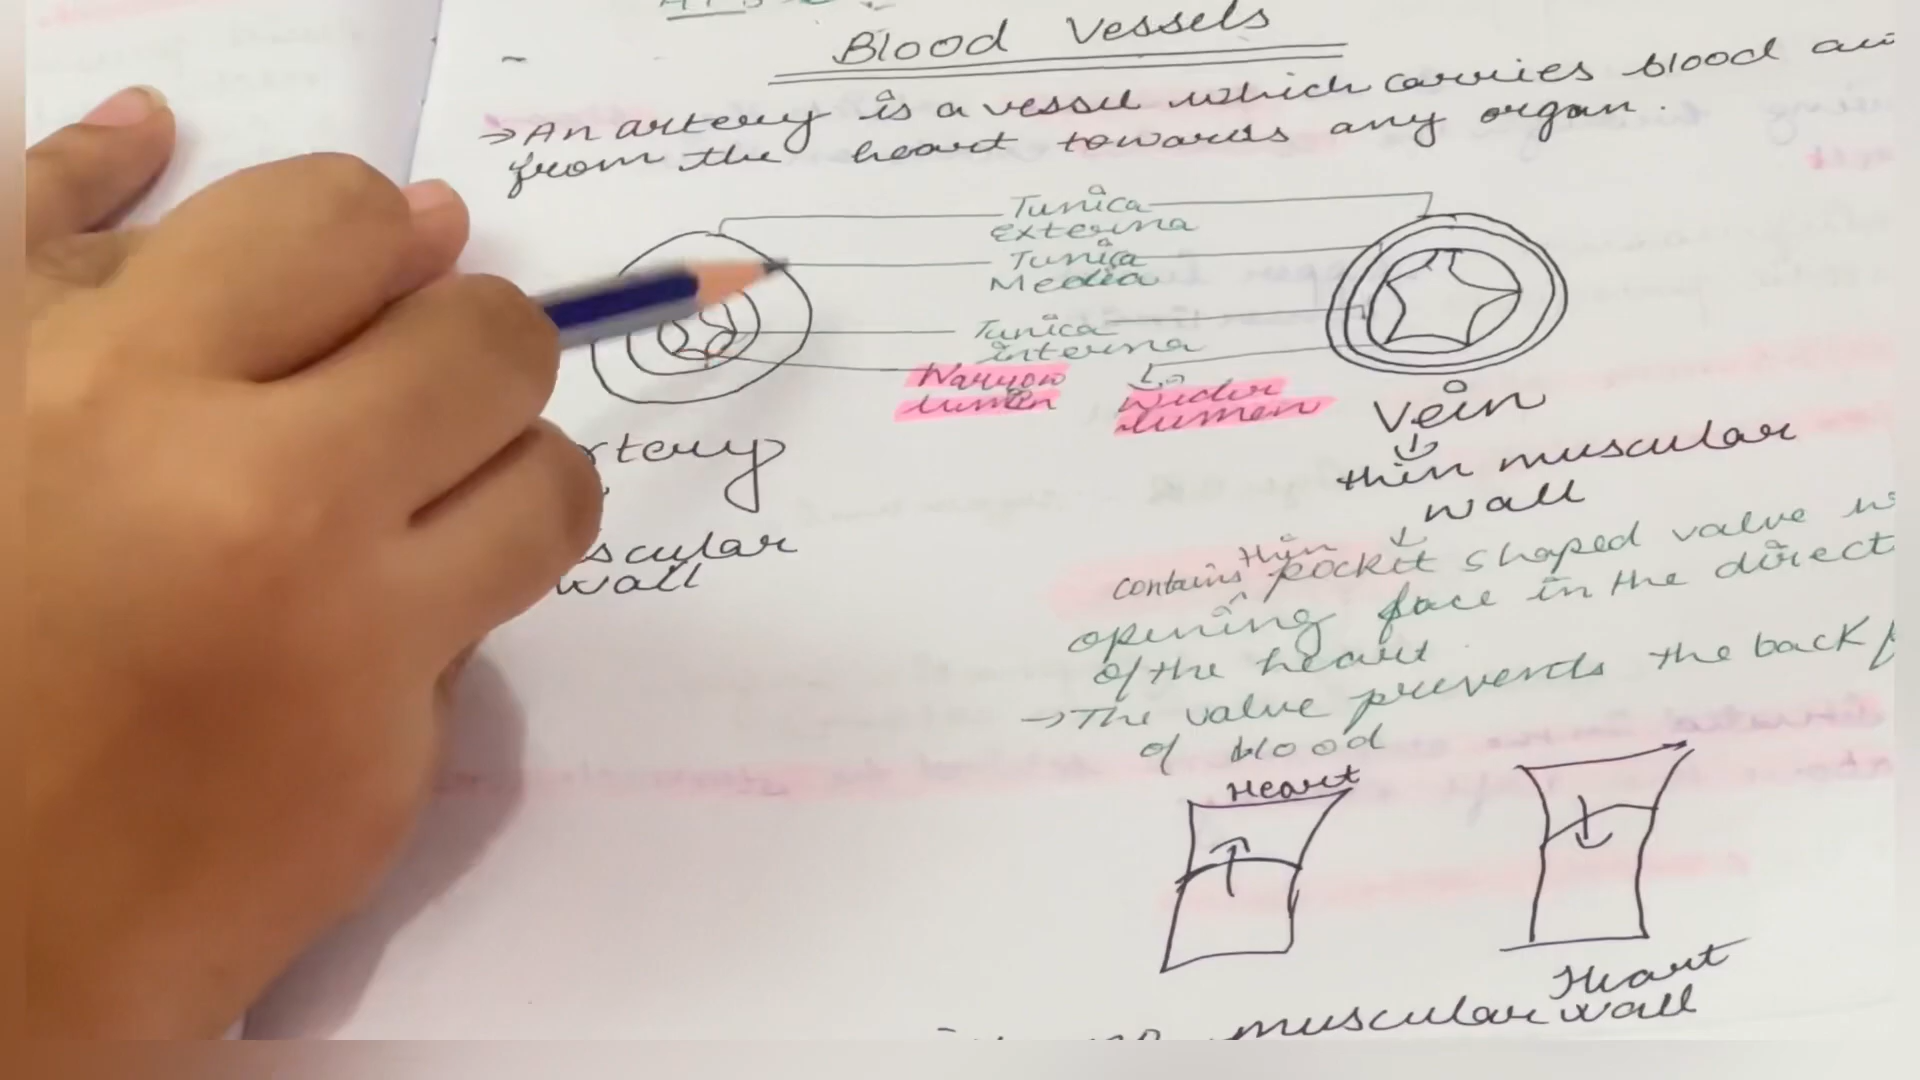 Blood Vessels
→ An artery is a vessel which carries blood
from the heart towards any organ.
Tunica
externa
Tunica
Media
Tunica
interna
Narrow
lumen
Wider
lumen
rtery
scular
wall
Vein
thin muscular
wall
contains thin pocket shaped valve
opening face in the direct
of the heart
→ The valve prevents the back
of blood
Heart
Heart
muscular wall